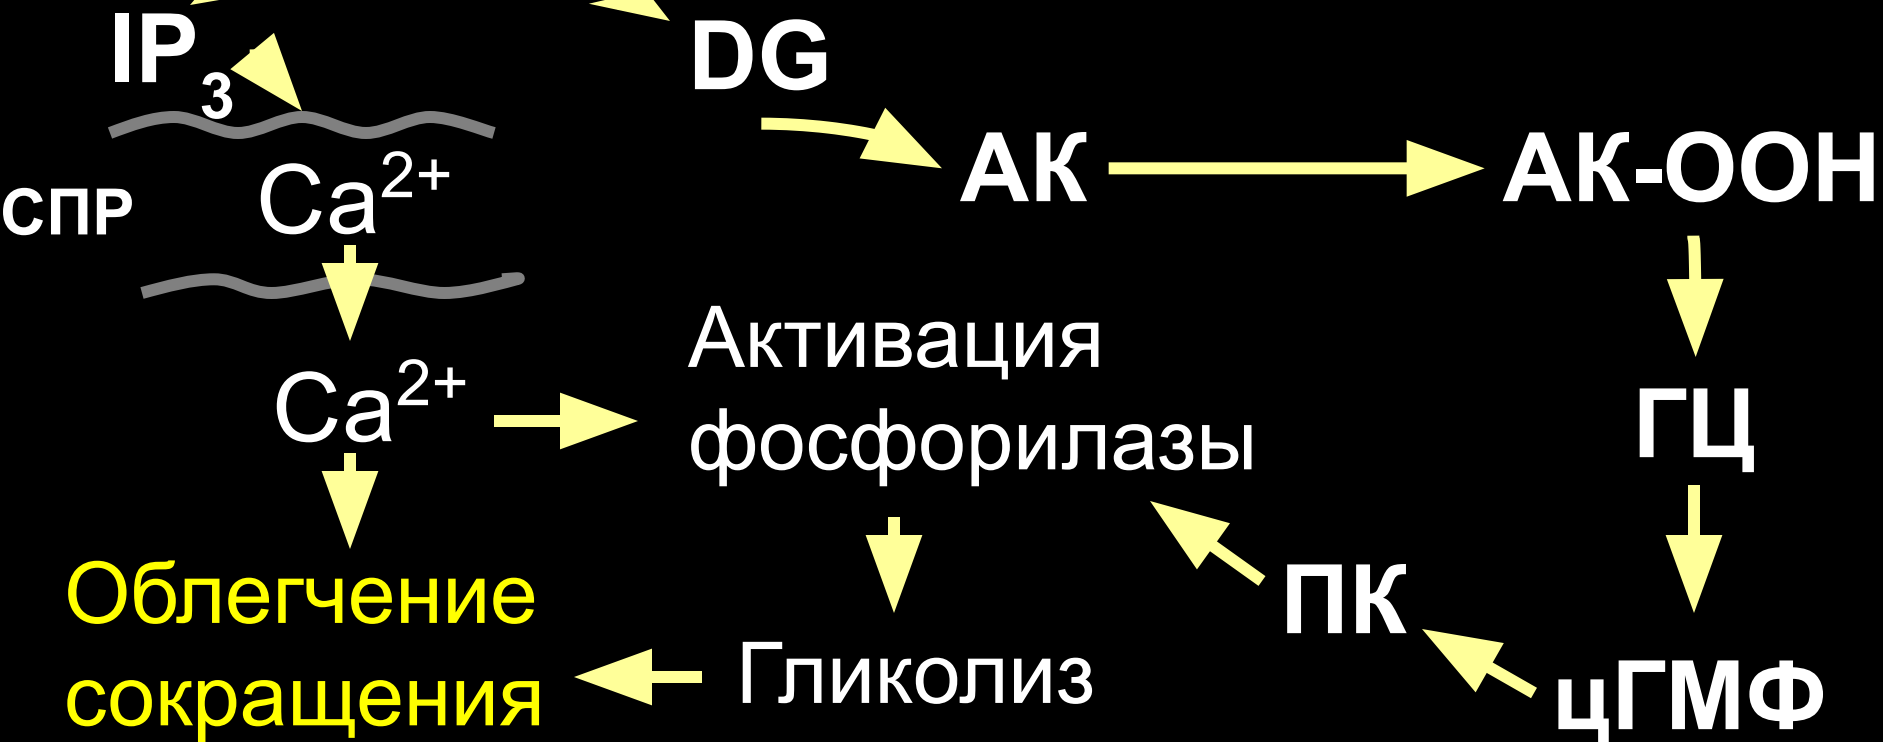 IP3
DG
АК
АК-ООН
СПР
Ca2+
Ca2+
Активация
фосфорилазы
ГЦ
Облегчение
сокращения
Гликолиз
ПК
цГМФ